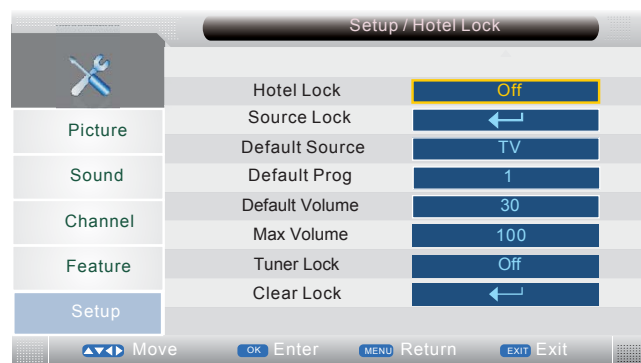 Setup / Hotel Lock
Picture
Sound
Channel
Feature
Setup
Hotel Lock Off
Source Lock
Default Source TV
Default Prog 1
Default Volume 30
Max Volume 100
Tuner Lock Off
Clear Lock
Move OK Enter MENU Return EXIT Exit